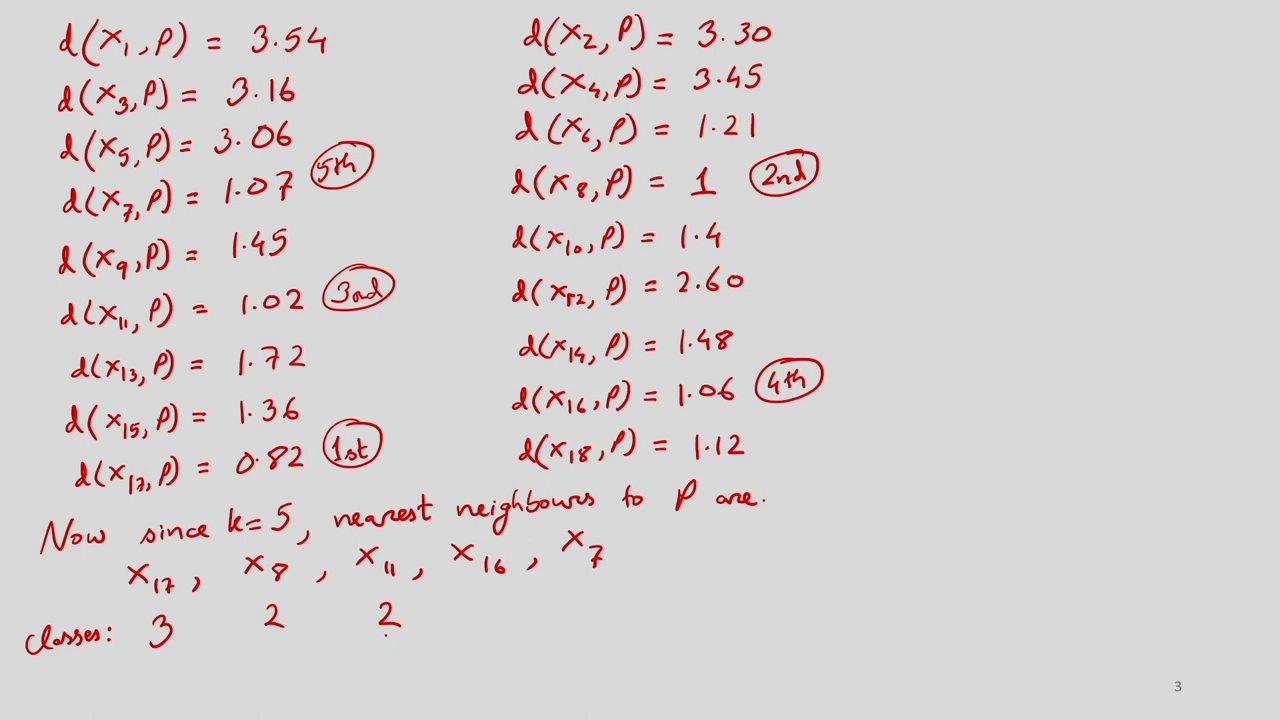 d(x₁, P) = 3.54 d(x₂, P) = 3.30
d(x₃, P) = 3.16 d(x₄, P) = 3.45
d(x₅, P) = 3.06 d(x₆, P) = 1.21
d(x₇, P) = 1.07 5th d(x₈, P) = 1 2nd
d(x₉, P) = 1.45 d(x₁₀, P) = 1.4
d(x₁₁, P) = 1.02 3rd d(x₁₂, P) = 2.60
d(x₁₃, P) = 1.72 d(x₁₄, P) = 1.48
d(x₁₅, P) = 1.36 d(x₁₆, P) = 1.06 4th
d(x₁₇, P) = 0.82 1st d(x₁₈, P) = 1.12
Now since k=5, nearest neighbours to P are.
x₁₇, x₈, x₁₁, x₁₆, x₇
Classes: 3 2 2
3